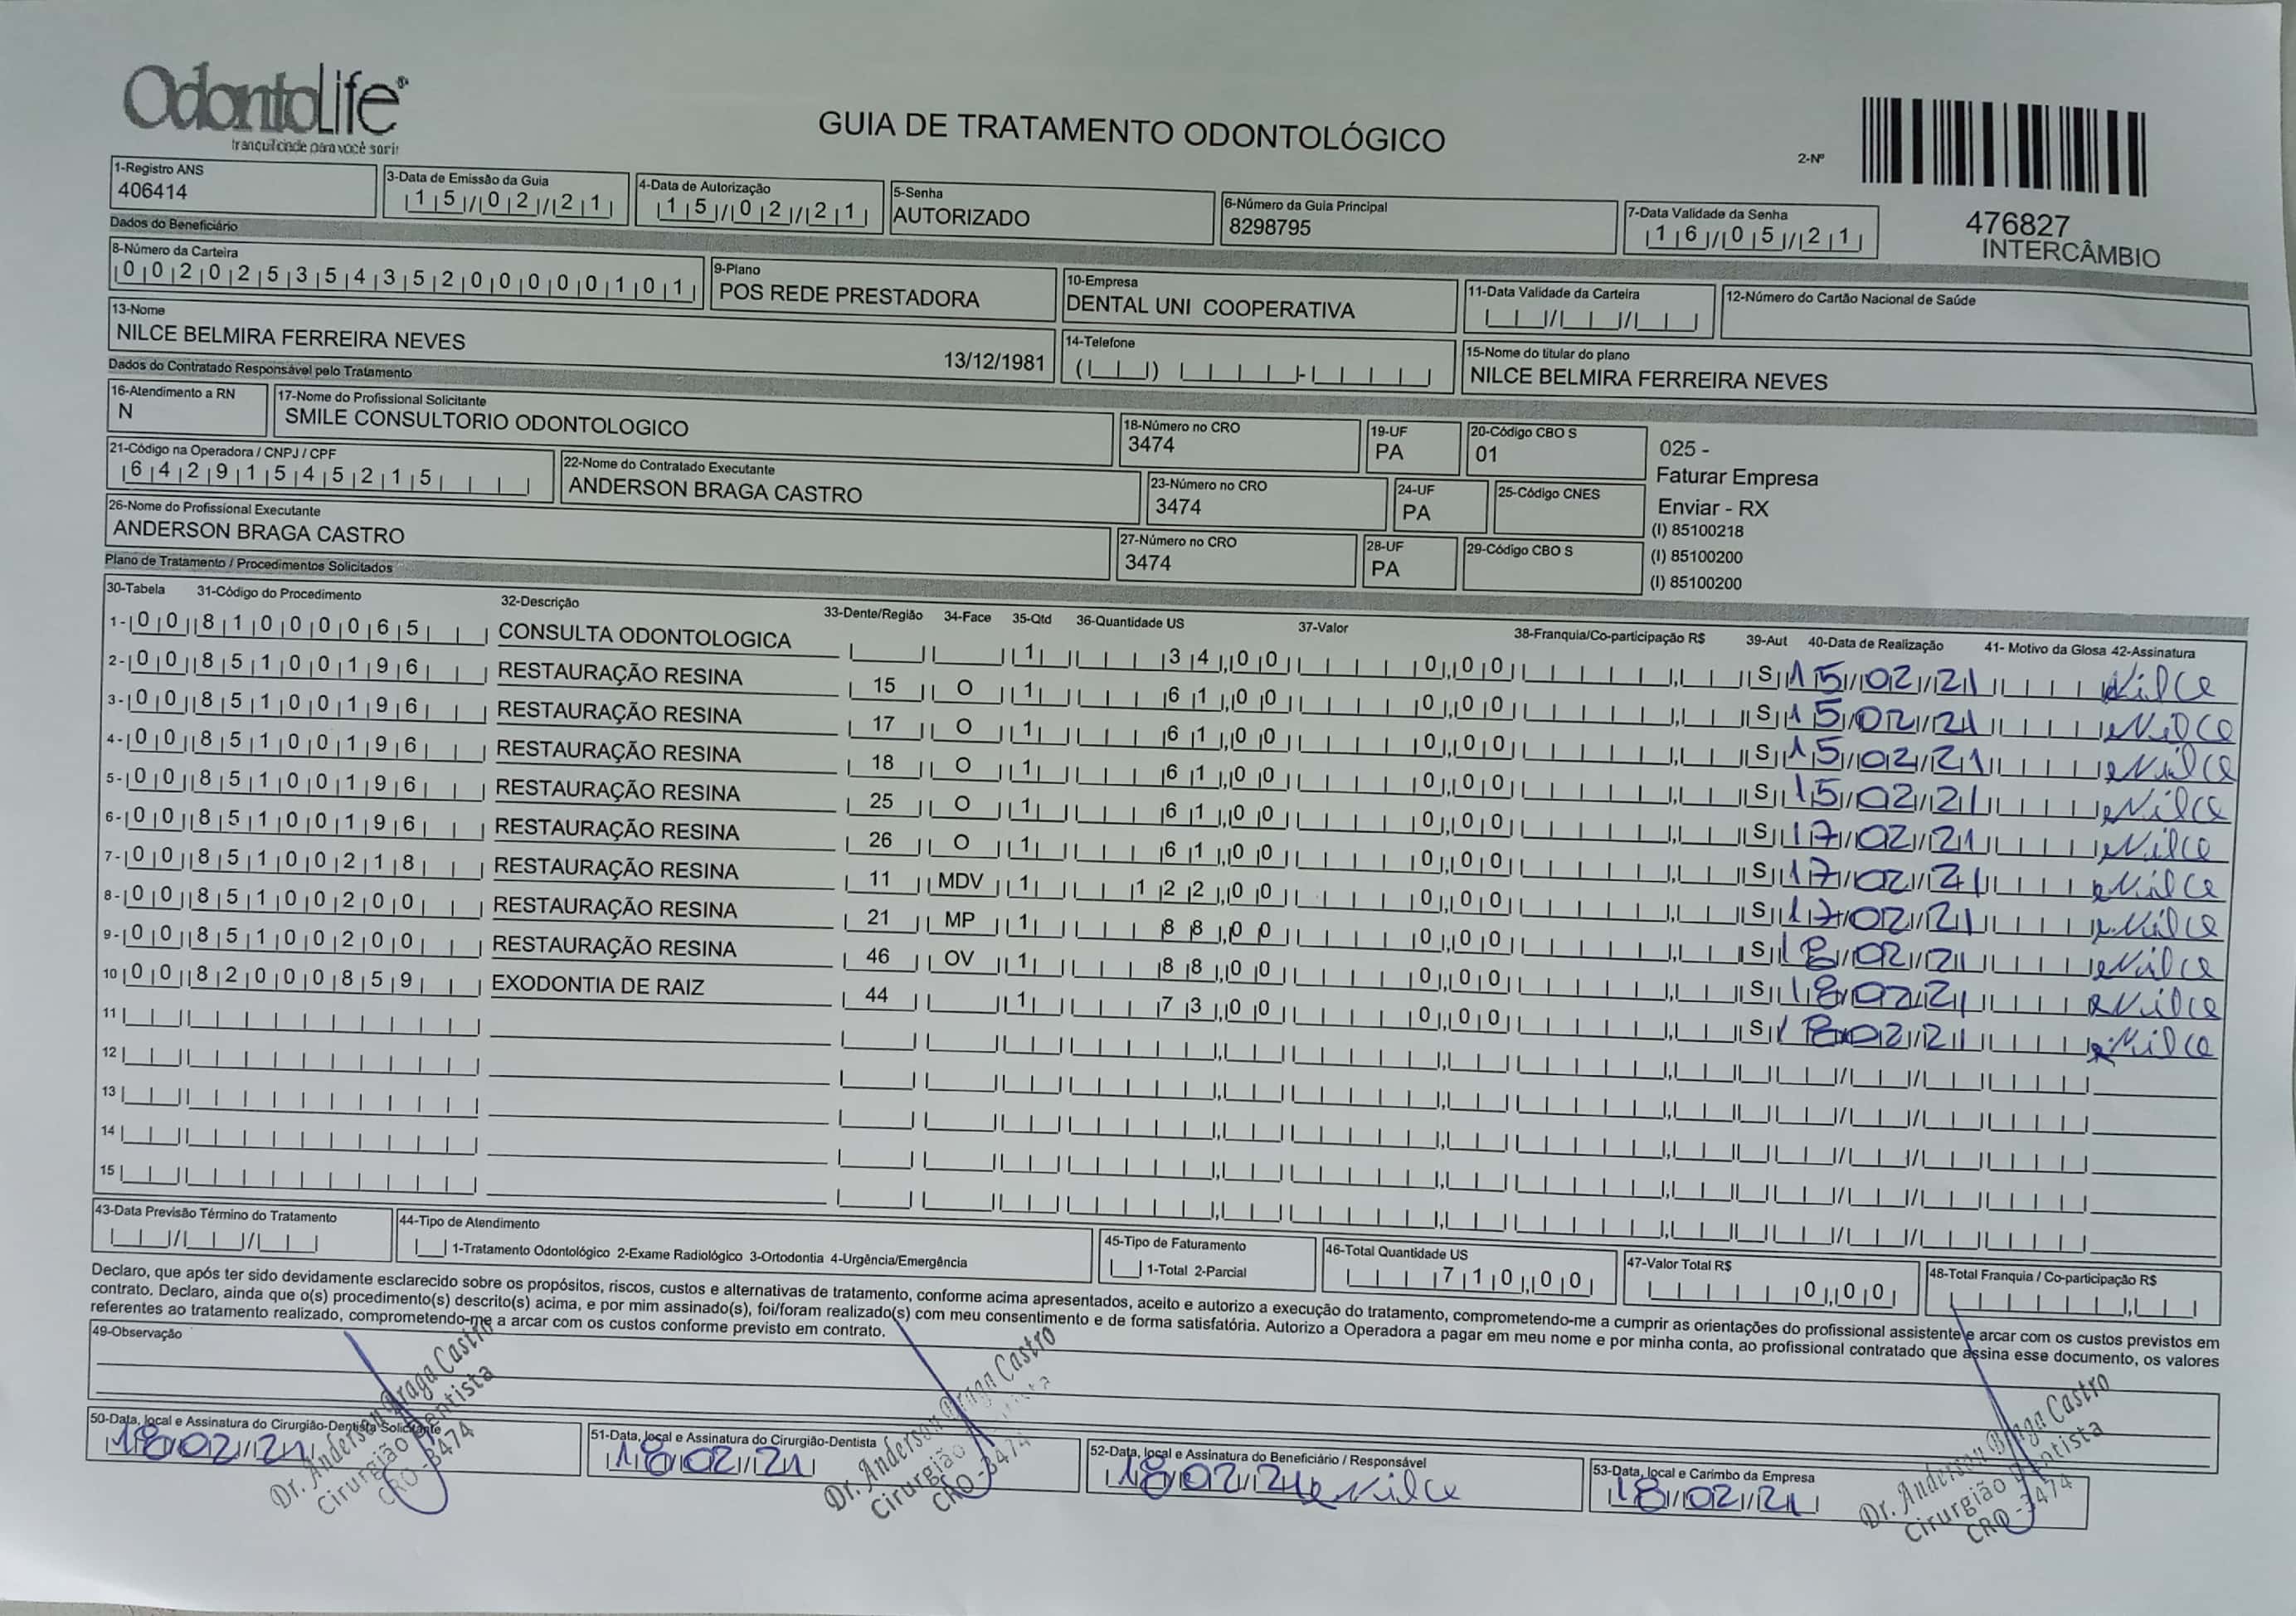 OdontoLife®
tranquilidade para você sorrir
GUIA DE TRATAMENTO ODONTOLÓGICO
2-Nº
476827
INTERCÂMBIO
1-Registro ANS
406414
3-Data de Emissão da Guia
15/02/21
4-Data de Autorização
15/02/21
5-Senha
AUTORIZADO
6-Número da Guia Principal
8298795
7-Data Validade da Senha
16/05/21
Dados do Beneficiário
8-Número da Carteira
00202535435200000101
9-Plano
POS REDE PRESTADORA
10-Empresa
DENTAL UNI COOPERATIVA
11-Data Validade da Carteira
12-Número do Cartão Nacional de Saúde
13-Nome
NILCE BELMIRA FERREIRA NEVES 13/12/1981
14-Telefone
15-Nome do titular do plano
NILCE BELMIRA FERREIRA NEVES
Dados do Contratado Responsável pelo Tratamento
16-Atendimento a RN
N
17-Nome do Profissional Solicitante
SMILE CONSULTORIO ODONTOLOGICO
18-Número no CRO
3474
19-UF
PA
20-Código CBO S
01
025 -
Faturar Empresa
Enviar - RX
(I) 85100218
(I) 85100200
(I) 85100200
21-Código na Operadora / CNPJ / CPF
64291545215
22-Nome do Contratado Executante
ANDERSON BRAGA CASTRO
23-Número no CRO
3474
24-UF
PA
25-Código CNES
26-Nome do Profissional Executante
ANDERSON BRAGA CASTRO
27-Número no CRO
3474
28-UF
PA
29-Código CBO S
Plano de Tratamento / Procedimentos Solicitados
30-Tabela 31-Código do Procedimento 32-Descrição 33-Dente/Região 34-Face 35-Qtd 36-Quantidade US 37-Valor 38-Franquia/Co-participação R$ 39-Aut 40-Data de Realização 41- Motivo da Glosa 42-Assinatura
1- 00 81000065 CONSULTA ODONTOLOGICA 1 34,00 0,00 S 15/02/21 Nilce
2- 00 85100196 RESTAURAÇÃO RESINA 15 O 1 61,00 0,00 S 15/02/21 Nilce
3- 00 85100196 RESTAURAÇÃO RESINA 17 O 1 61,00 0,00 S 15/02/21 Nilce
4- 00 85100196 RESTAURAÇÃO RESINA 18 O 1 61,00 0,00 S 15/02/21 Nilce
5- 00 85100196 RESTAURAÇÃO RESINA 25 O 1 61,00 0,00 S 17/02/21 Nilce
6- 00 85100196 RESTAURAÇÃO RESINA 26 O 1 61,00 0,00 S 17/02/21 Nilce
7- 00 85100218 RESTAURAÇÃO RESINA 11 MDV 1 122,00 0,00 S 17/02/21 Nilce
8- 00 85100200 RESTAURAÇÃO RESINA 21 MP 1 88,00 0,00 S 18/02/21 Nilce
9- 00 85100200 RESTAURAÇÃO RESINA 46 OV 1 88,00 0,00 S 18/02/21 Nilce
10 00 82000859 EXODONTIA DE RAIZ 44 1 73,00 0,00 S 18/02/21 Nilce
11
12
13
14
15
43-Data Previsão Término do Tratamento
44-Tipo de Atendimento
1-Tratamento Odontológico 2-Exame Radiológico 3-Ortodontia 4-Urgência/Emergência
45-Tipo de Faturamento
1-Total 2-Parcial
46-Total Quantidade US
710,00
47-Valor Total R$
0,00
48-Total Franquia / Co-participação R$
Declaro, que após ter sido devidamente esclarecido sobre os propósitos, riscos, custos e alternativas de tratamento, conforme acima apresentados, aceito e autorizo a execução do tratamento, comprometendo-me a cumprir as orientações do profissional assistente e arcar com os custos previstos em
contrato. Declaro, ainda que o(s) procedimento(s) descrito(s) acima, e por mim assinado(s), foi/foram realizado(s) com meu consentimento e de forma satisfatória. Autorizo a Operadora a pagar em meu nome e por minha conta, ao profissional contratado que assina esse documento, os valores
referentes ao tratamento realizado, comprometendo-me a arcar com os custos conforme previsto em contrato.
49-Observação
50-Data, local e Assinatura do Cirurgião-Dentista Solicitante
18/02/21
Dr. Anderson Braga Castro
Cirurgião Dentista
CRO -3474
51-Data, local e Assinatura do Cirurgião-Dentista
18/02/21
Dr. Anderson Braga Castro
Cirurgião Dentista
CRO -3474
52-Data, local e Assinatura do Beneficiário / Responsável
18/02/21 Nilce
53-Data, local e Carimbo da Empresa
18/02/21
Dr. Anderson Braga Castro
Cirurgião Dentista
CRO -3474